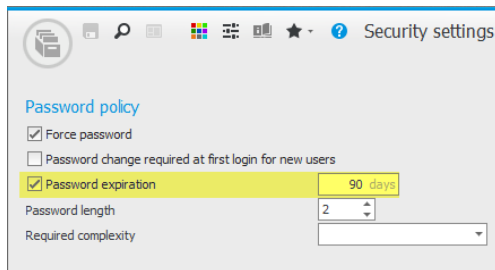 Security settings
Password policy
Force password
Password change required at first login for new users
Password expiration 90 days
Password length 2
Required complexity